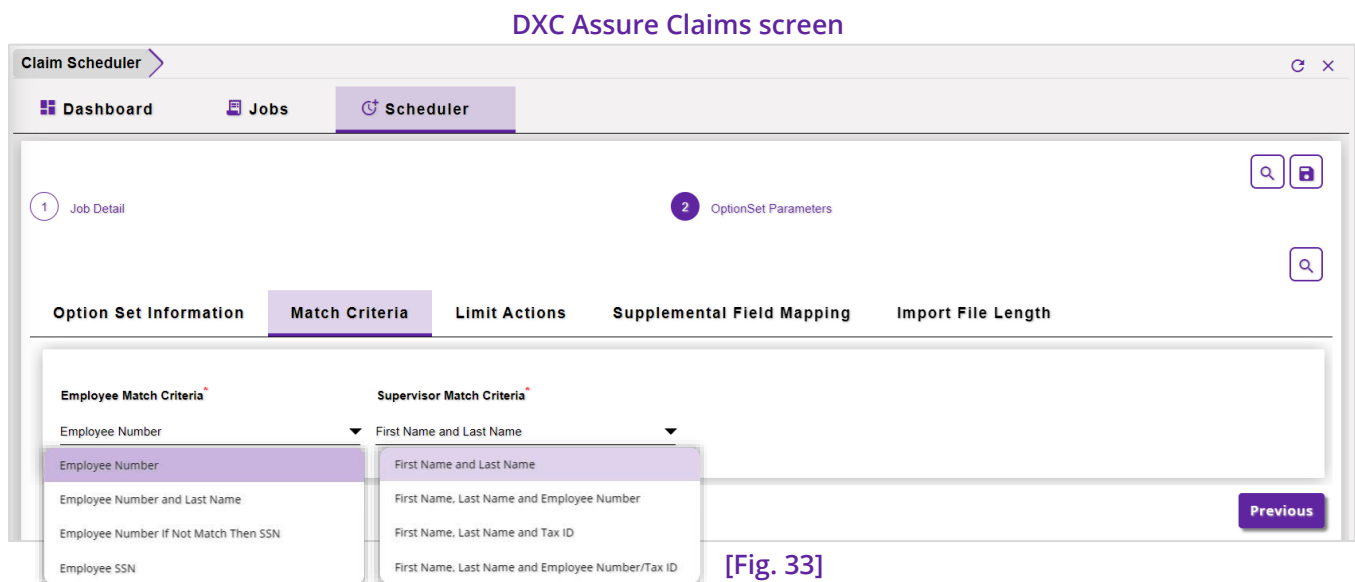 DXC Assure Claims screen
Claim Scheduler
Dashboard Jobs Scheduler
1 Job Detail 2 OptionSet Parameters
Option Set Information Match Criteria Limit Actions Supplemental Field Mapping Import File Length
Employee Match Criteria* Supervisor Match Criteria*
Employee Number First Name and Last Name
Employee Number First Name and Last Name
Employee Number and Last Name First Name, Last Name and Employee Number
Employee Number If Not Match Then SSN First Name, Last Name and Tax ID
Employee SSN First Name, Last Name and Employee Number/Tax ID
Previous
[Fig. 33]